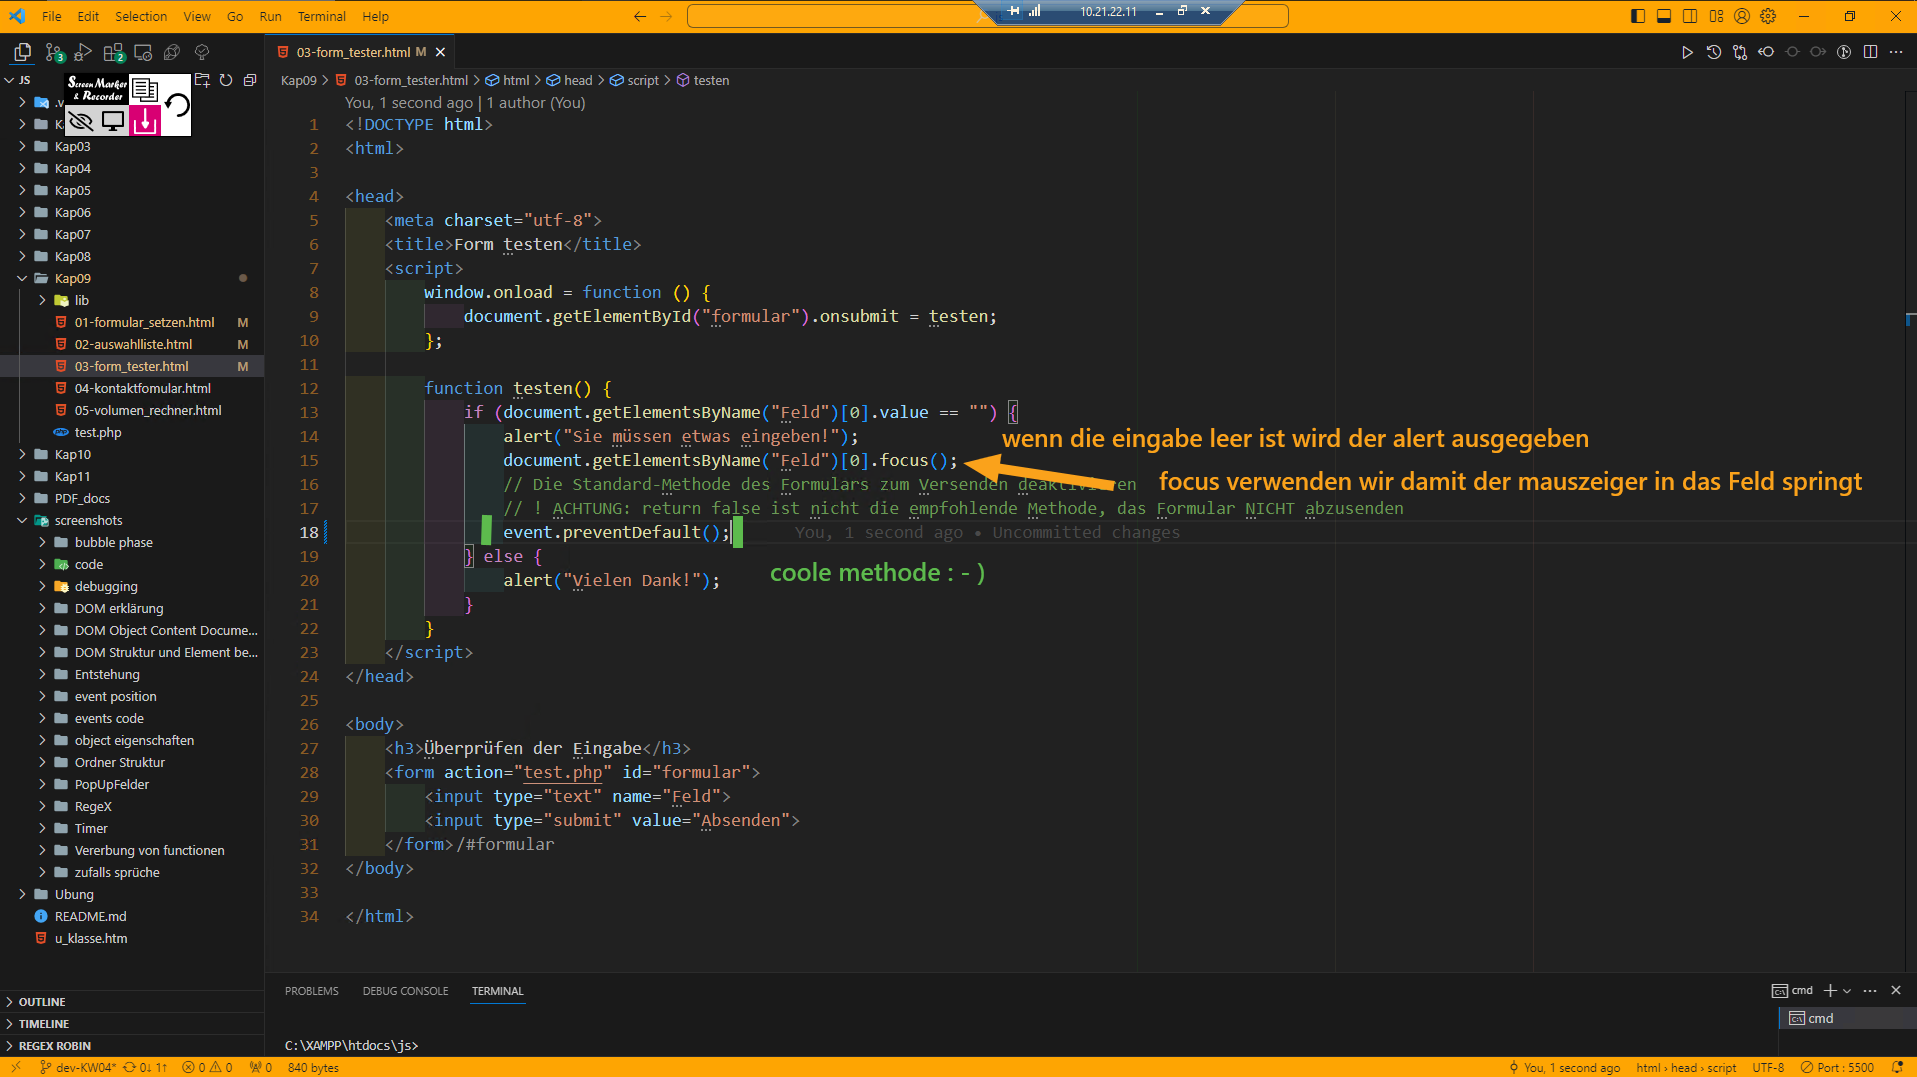 File Edit Selection View Go Run Terminal Help
10.21.22.11
03-form_tester.html M
JS
Screen Marker & Recorder
Kap09 > 03-form_tester.html > html > head > script > testen
You, 1 second ago | 1 author (You)
Kap03
Kap04
Kap05
Kap06
Kap07
Kap08
Kap09
lib
01-formular_setzen.html M
02-auswahlliste.html M
03-form_tester.html M
04-kontaktfomular.html
05-volumen_rechner.html
test.php
Kap10
Kap11
PDF_docs
screenshots
bubble phase
code
debugging
DOM erklärung
DOM Object Content Docume...
DOM Struktur und Element be...
Entstehung
event position
events code
object eigenschaften
Ordner Struktur
PopUpFelder
RegeX
Timer
Vererbung von functionen
zufalls sprüche
Ubung
README.md
u_klasse.htm
OUTLINE
TIMELINE
REGEX ROBIN
1 <!DOCTYPE html>
2 <html>
3
4 <head>
5 <meta charset="utf-8">
6 <title>Form testen</title>
7 <script>
8 window.onload = function () {
9 document.getElementById("formular").onsubmit = testen;
10 };
11
12 function testen() {
13 if (document.getElementsByName("Feld")[0].value == "") {
14 alert("Sie müssen etwas eingeben!");
wenn die eingabe leer ist wird der alert ausgegeben
15 document.getElementsByName("Feld")[0].focus();
focus verwenden wir damit der mauszeiger in das Feld springt
16 // Die Standard-Methode des Formulars zum Versenden deaktivieren
17 // ! ACHTUNG: return false ist nicht die empfohlende Methode, das Formular NICHT abzusenden
18 event.preventDefault(); You, 1 second ago • Uncommitted changes
19 } else {
coole methode : - )
20 alert("Vielen Dank!");
21 }
22 }
23 </script>
24 </head>
25
26 <body>
27 <h3>Überprüfen der Eingabe</h3>
28 <form action="test.php" id="formular">
29 <input type="text" name="Feld">
30 <input type="submit" value="Absenden">
31 </form>/#formular
32 </body>
33
34 </html>
PROBLEMS DEBUG CONSOLE TERMINAL
cmd
cmd
C:\XAMPP\htdocs\js>
dev-KW04* 0↓ 1↑ 0 0 0 840 bytes
You, 1 second ago html › head › script UTF-8 Port : 5500